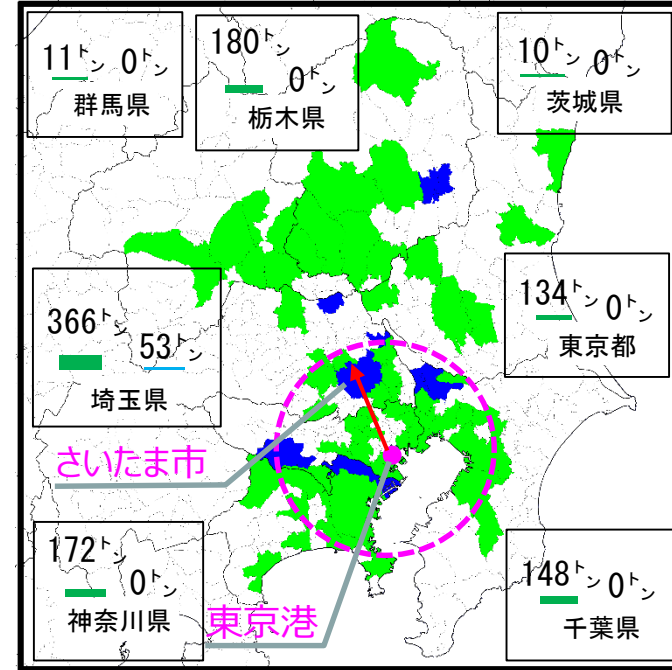 11トン 0トン
群馬県
180トン 0トン
栃木県
10トン 0トン
茨城県
366トン 53トン
埼玉県
134トン 0トン
東京都
さいたま市
172トン 0トン
神奈川県
東京港
148トン 0トン
千葉県